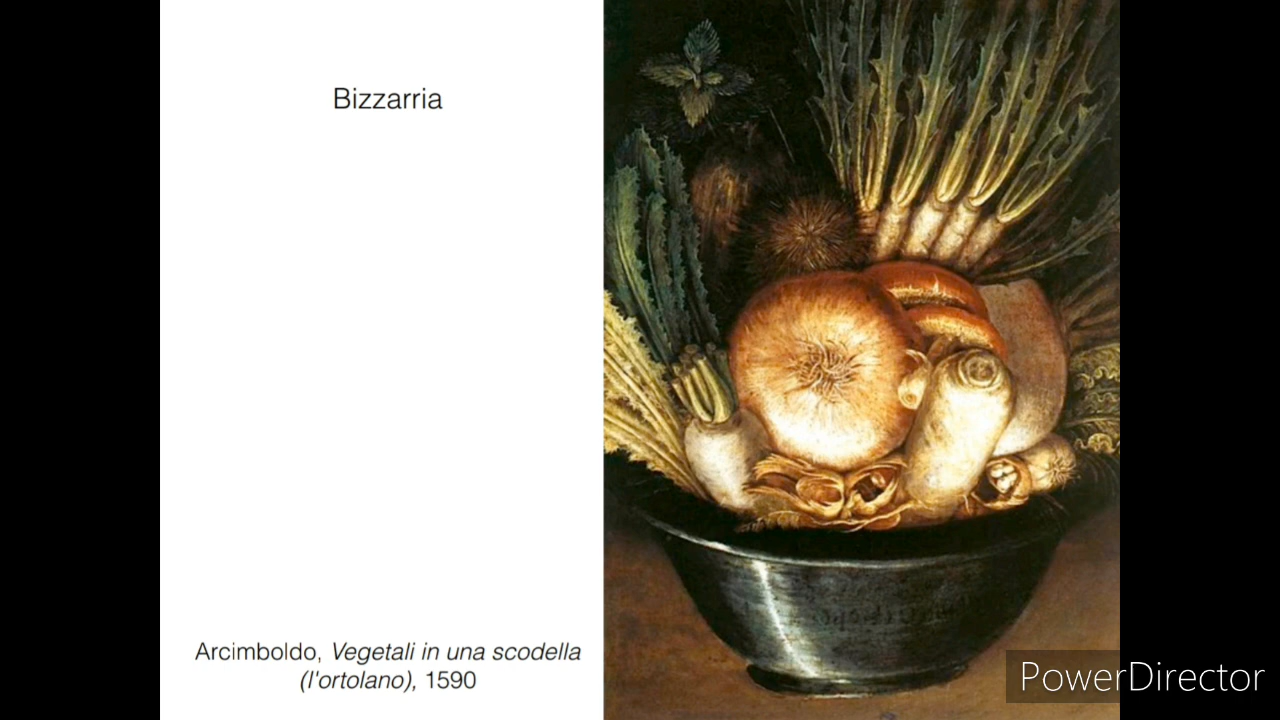 Bizzarria
Arcimboldo, Vegetali in una scodella
(l'ortolano), 1590
PowerDirector